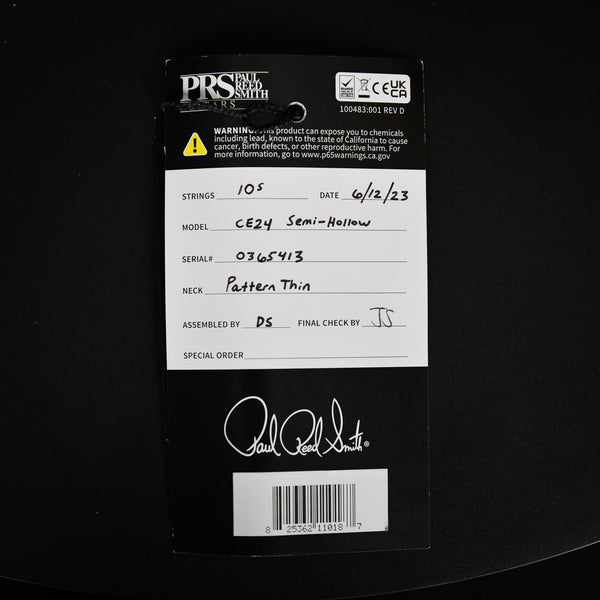 PRS PAUL REED SMITH
100483:001 REV D
WARNING: This product can expose you to chemicals
including lead, known to the state of California to cause
cancer, birth defects, or other reproductive harm. For
more information, go to www.p65warnings.ca.gov
STRINGS 10s DATE 6/12/23
MODEL CE24 Semi-Hollow
SERIAL# 0365413
NECK Pattern Thin
ASSEMBLED BY DS FINAL CHECK BY JS
SPECIAL ORDER
Paul Reed Smith®
8 25362 11018 7